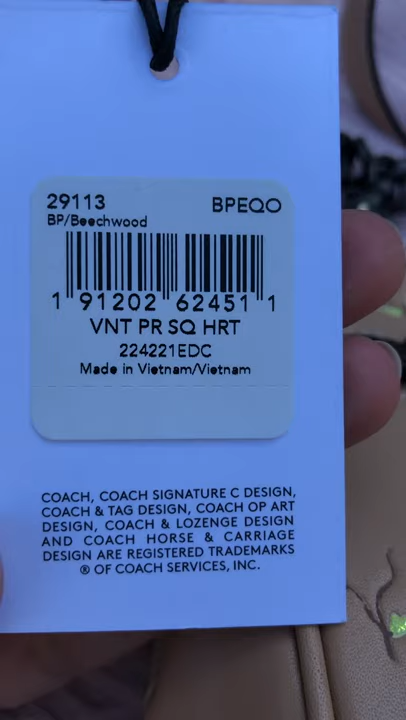 29113 BPEQO
BP/Beechwood
1 91202 62451 1
VNT PR SQ HRT
224221EDC
Made in Vietnam/Vietnam
COACH, COACH SIGNATURE C DESIGN,
COACH & TAG DESIGN, COACH OP ART
DESIGN, COACH & LOZENGE DESIGN
AND COACH HORSE & CARRIAGE
DESIGN ARE REGISTERED TRADEMARKS
® OF COACH SERVICES, INC.